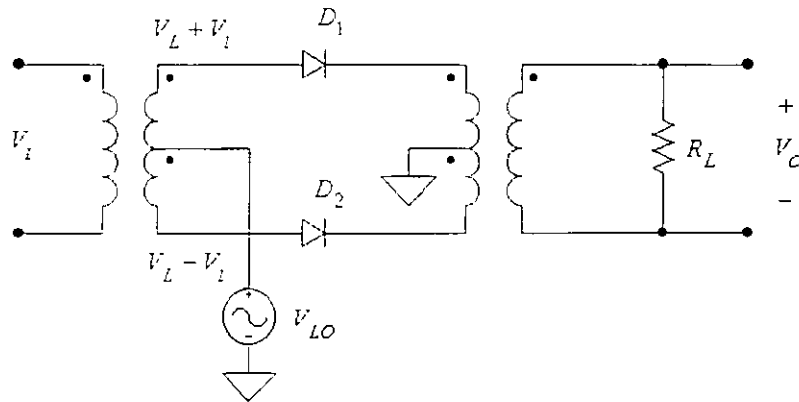 V_L + V_i
D_1
V_i
+
R_L
V_O
−
D_2
V_L − V_i
+
V_LO
-